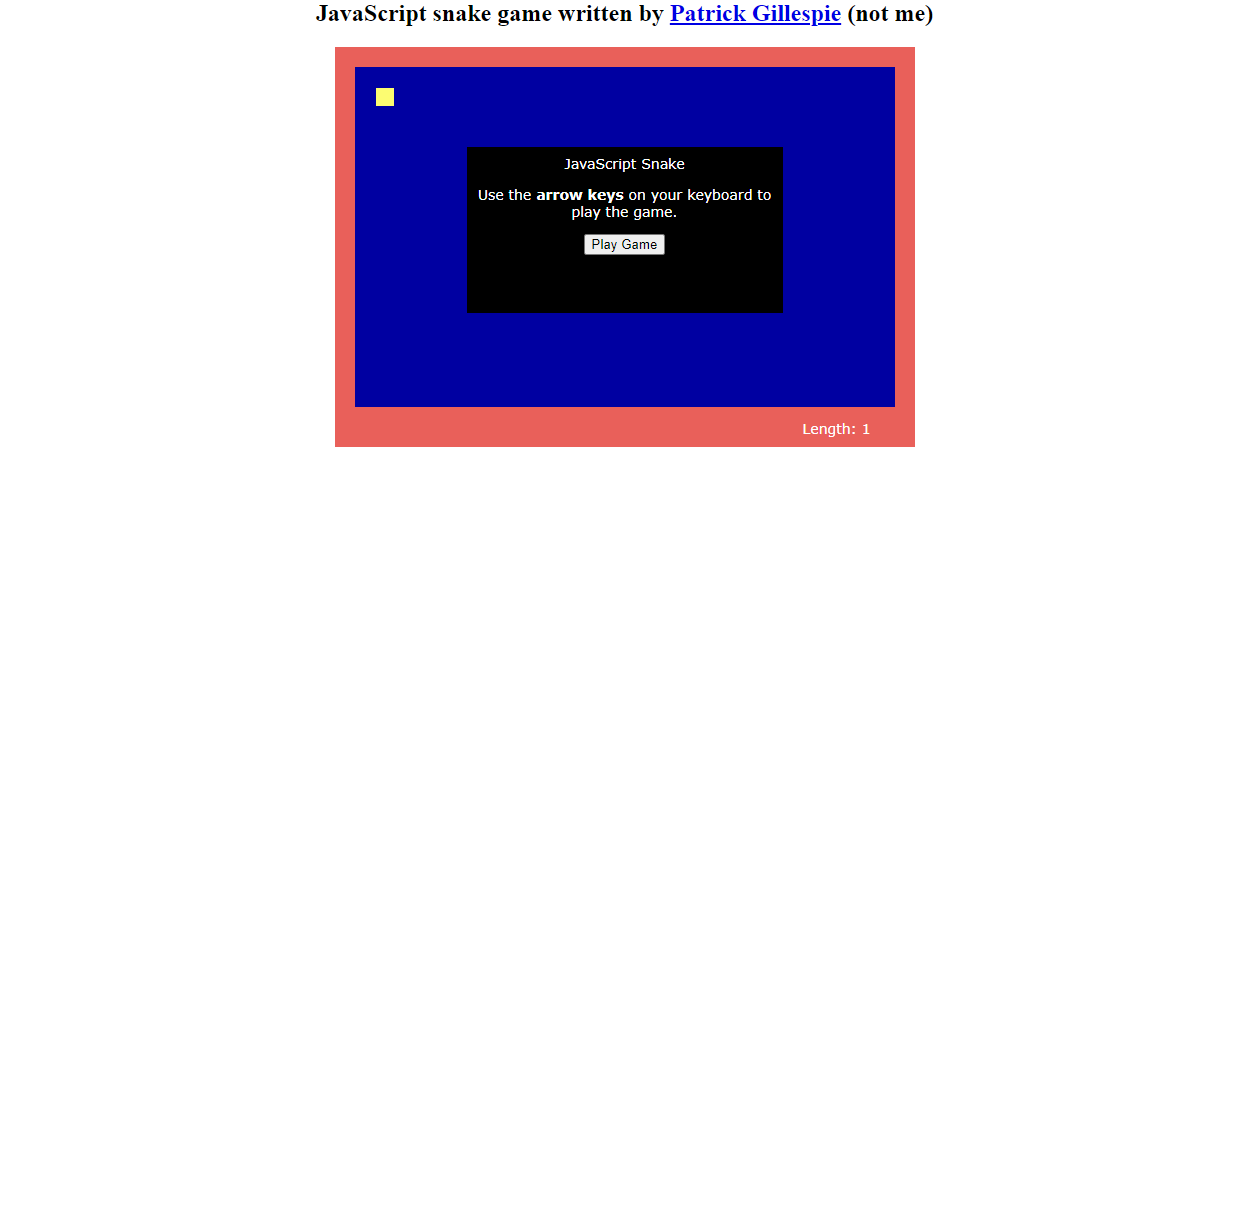 JavaScript snake game written by Patrick Gillespie (not me)
JavaScript Snake
Use the arrow keys on your keyboard to
play the game.
Play Game
Length: 1